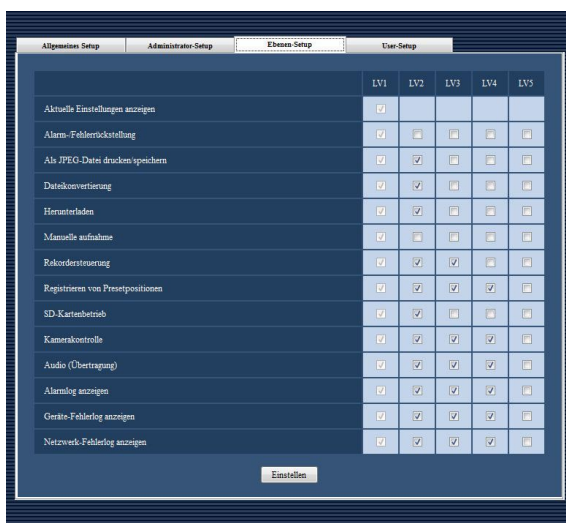 Allgemeines Setup Administrator-Setup Ebenen-Setup User-Setup
LV1 LV2 LV3 LV4 LV5
Aktuelle Einstellungen anzeigen
Alarm-/Fehlerrückstellung
Als JPEG-Datei drucken/speichern
Dateikonvertierung
Herunterladen
Manuelle aufnahme
Rekordersteuerung
Registrieren von Presetpositionen
SD-Kartenbetrieb
Kamerakontrolle
Audio (Übertragung)
Alarmlog anzeigen
Geräte-Fehlerlog anzeigen
Netzwerk-Fehlerlog anzeigen
Einstellen